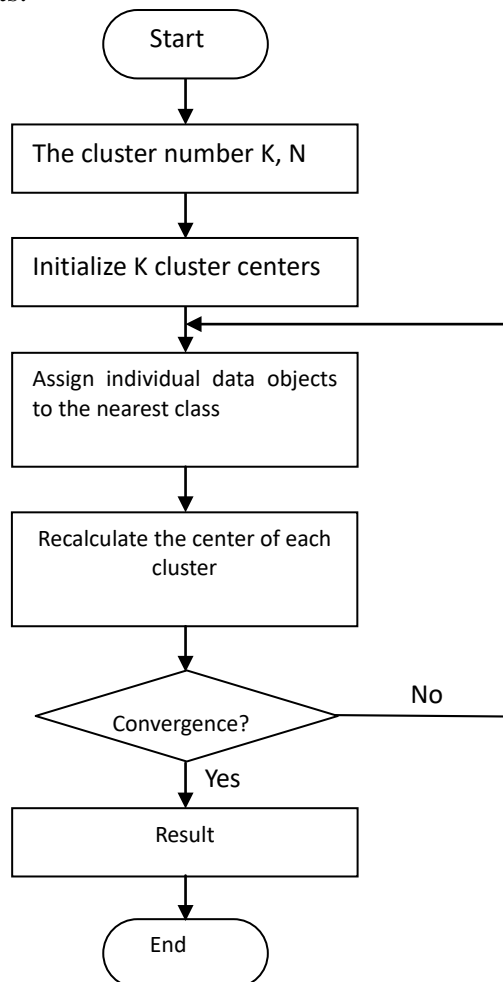 Start
The cluster number K, N
Initialize K cluster centers
Assign individual data objects
to the nearest class
Recalculate the center of each
cluster
Convergence?
No
Yes
Result
End